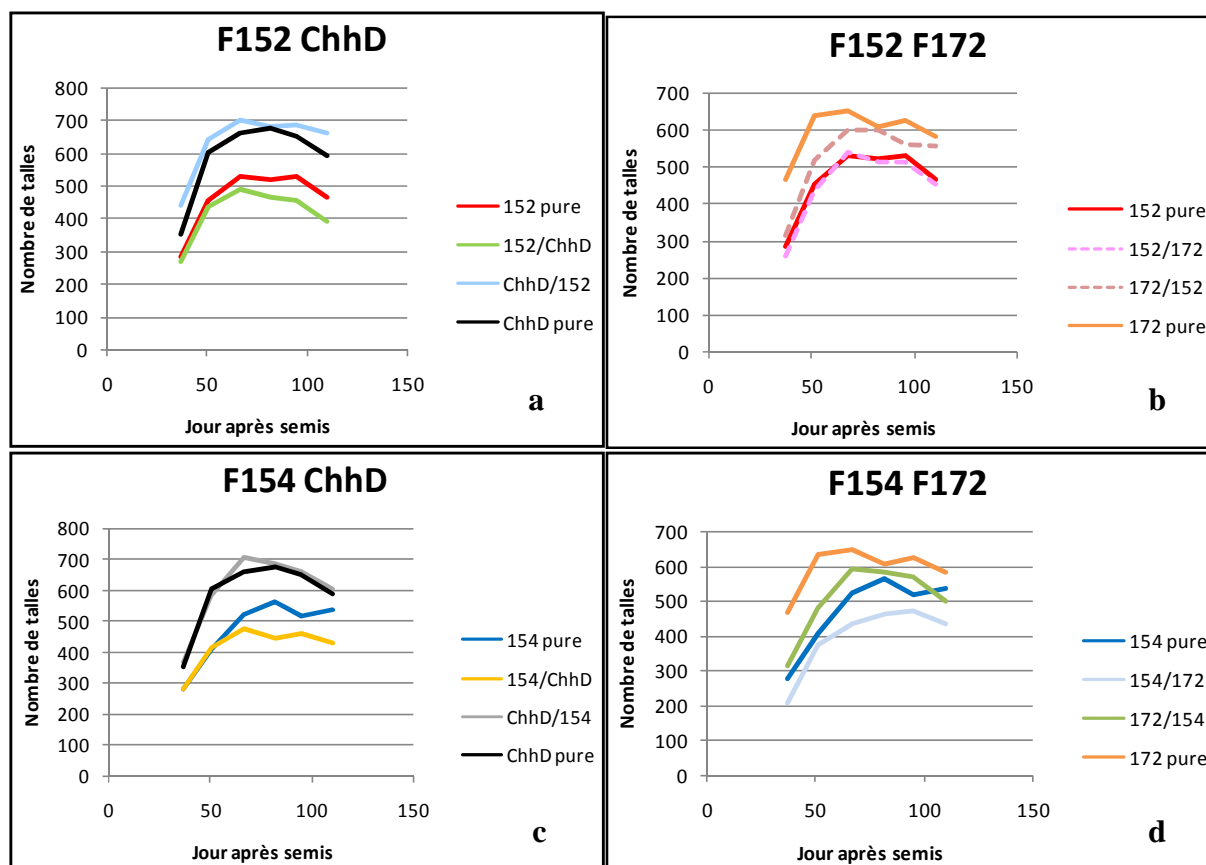 F152 ChhD
Nombre de talles
800
700
600
500
400
300
200
100
0
0
50
100
150
Jour après semis
152 pure
152/ChhD
ChhD/152
ChhD pure
a
F152 F172
Nombre de talles
700
600
500
400
300
200
100
0
0
50
100
150
Jour après semis
152 pure
152/172
172/152
172 pure
b
F154 ChhD
Nombre de talles
800
700
600
500
400
300
200
100
0
0
50
100
150
Jour après semis
154 pure
154/ChhD
ChhD/154
ChhD pure
c
F154 F172
Nombre de talles
700
600
500
400
300
200
100
0
0
50
100
150
Jour après semis
154 pure
154/172
172/154
172 pure
d